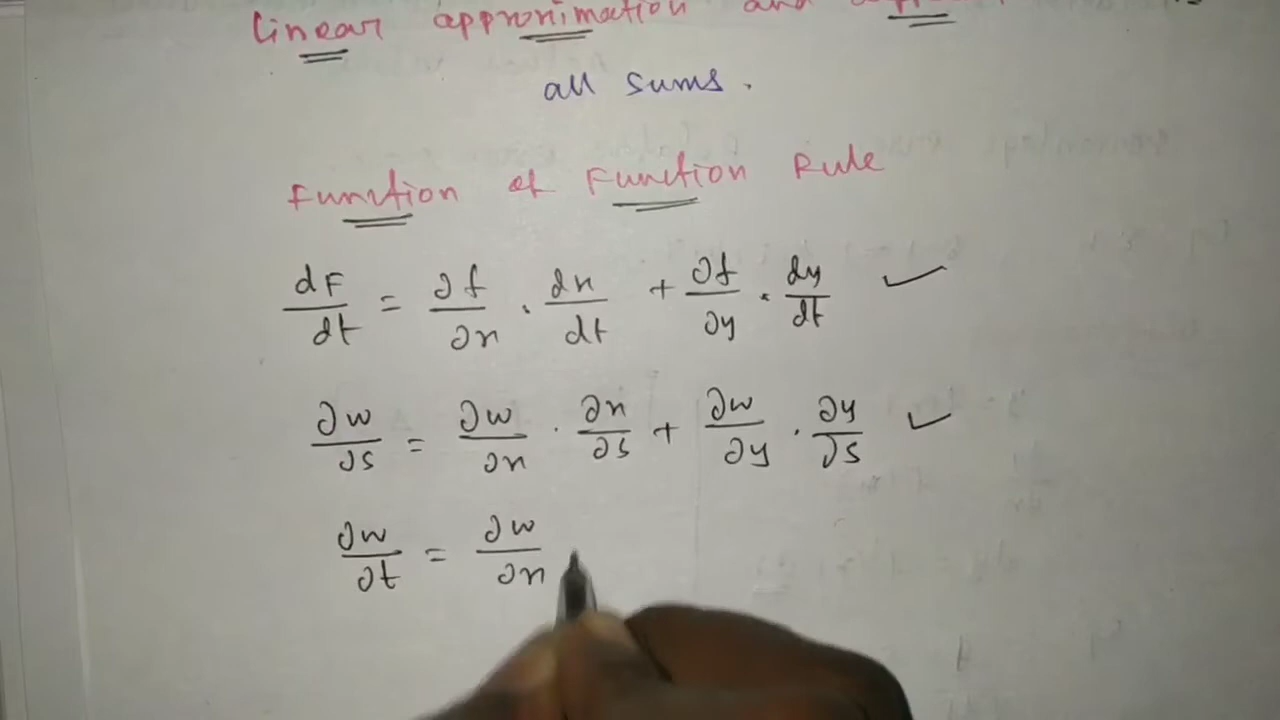 Linear approximation and
all sums.
Function of Function Rule
dF/dt = ∂f/∂x . dx/dt + ∂f/∂y . dy/dt ✓
∂w/∂s = ∂w/∂x . ∂x/∂s + ∂w/∂y . ∂y/∂s ✓
∂w/∂t = ∂w/∂x